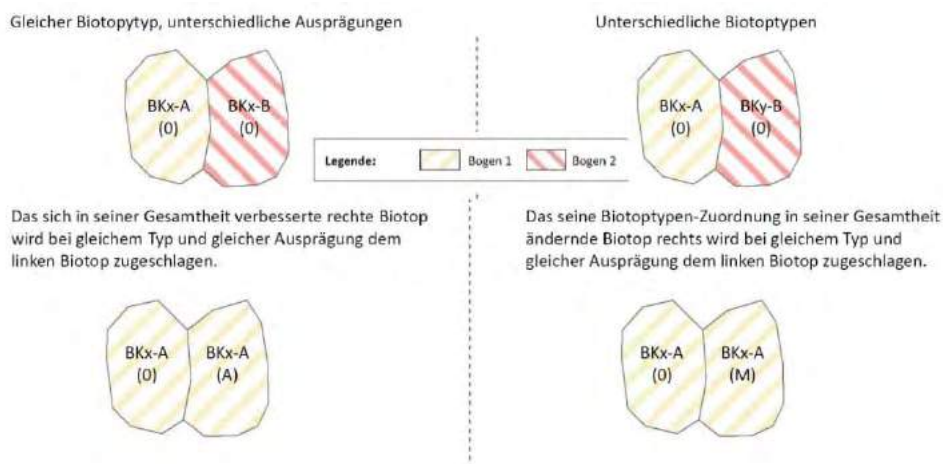 Gleicher Biotopytyp, unterschiedliche Ausprägungen
BKx-A
(0)
BKx-B
(0)
Unterschiedliche Biotoptypen
BKx-A
(0)
BKy-B
(0)
Legende:
Bogen 1
Bogen 2
Das sich in seiner Gesamtheit verbesserte rechte Biotop
wird bei gleichem Typ und gleicher Ausprägung dem
linken Biotop zugeschlagen.
Das seine Biotoptypen-Zuordnung in seiner Gesamtheit
ändernde Biotop rechts wird bei gleichem Typ und
gleicher Ausprägung dem linken Biotop zugeschlagen.
BKx-A
(0)
BKx-A
(A)
BKx-A
(0)
BKx-A
(M)